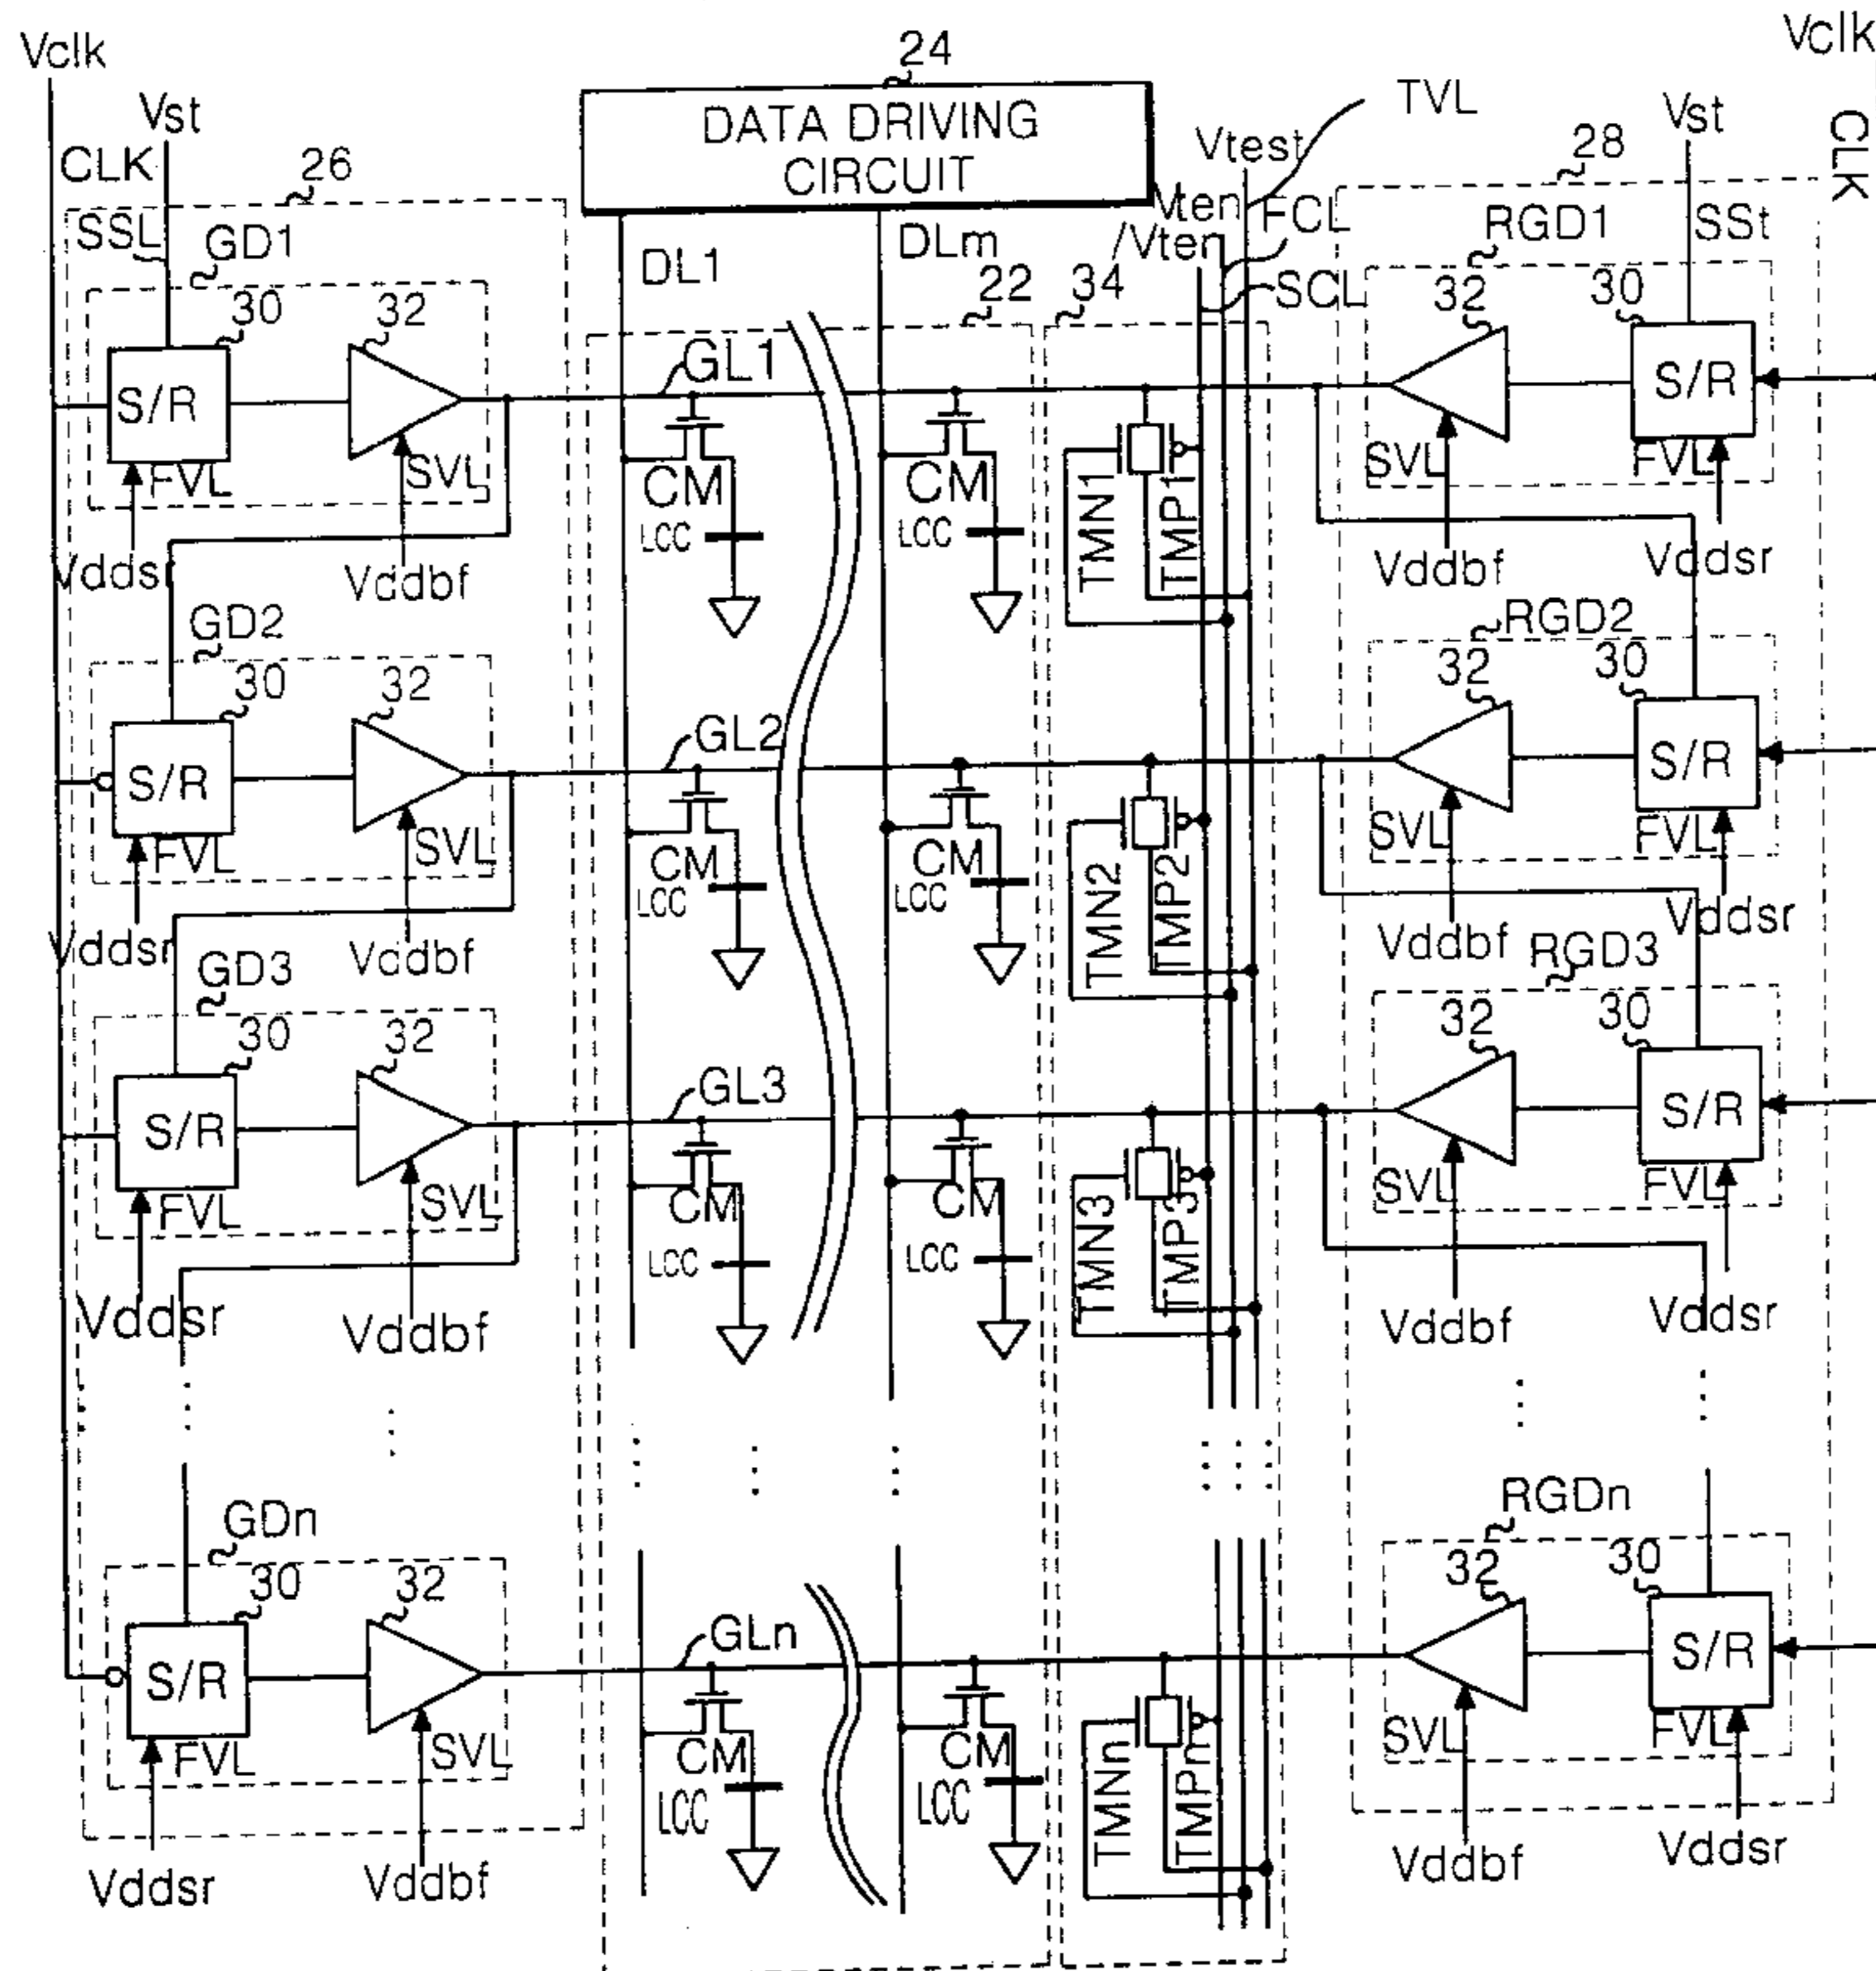 Vclk
24
Vclk
Vst
DATA DRIVING
CIRCUIT
TVL
Vst
CLK
Vtest
CLK
26
28
Vten
FCL
SSL
GD1
DL1
DLm
/Vten
RGD1
SSt
22
34
SCL
30
32
32
30
GL1
S/R
S/R
FVL
SVL
CM
CM
TMN1
TMP1
SVL
FVL
LCC
LCC
Vddsr
Vddbf
Vddbf
Vddsr
GD2
RGD2
30
32
32
30
GL2
S/R
S/R
FVL
SVL
CM
CM
TMN2
TMP2
SVL
FVL
LCC
LCC
Vddsr
Vddbf
Vddbf
Vddsr
GD3
RGD3
30
32
32
30
GL3
S/R
S/R
FVL
SVL
CM
CM
TMN3
TMP3
SVL
FVL
LCC
LCC
Vddsr
Vddbf
Vddbf
Vddsr
GDn
RGDn
30
32
32
30
GLn
S/R
S/R
FVL
SVL
CM
CM
TMNn
TMPn
SVL
FVL
LCC
LCC
Vddsr
Vddbf
Vddbf
Vddsr